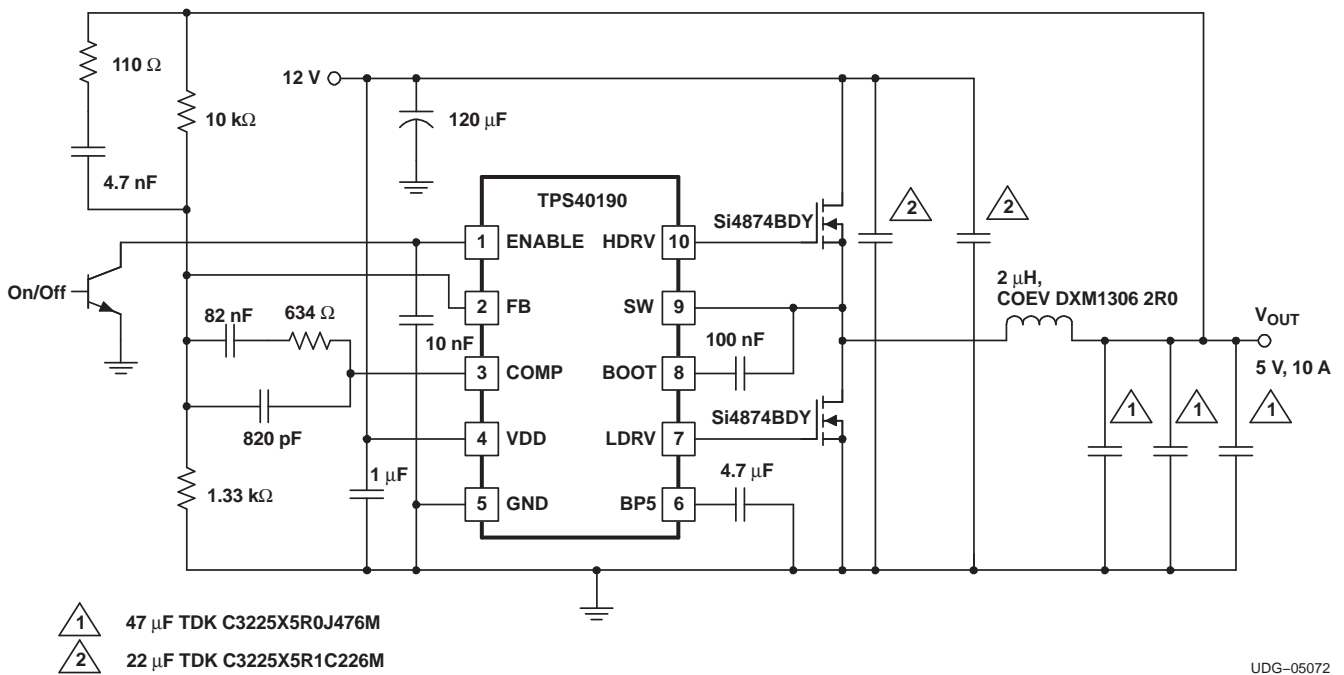 110 Ω
10 kΩ
4.7 nF
12 V
120 μF
TPS40190
1 ENABLE HDRV 10
2 FB SW 9
3 COMP BOOT 8
4 VDD LDRV 7
5 GND BP5 6
On/Off
82 nF
634 Ω
820 pF
1.33 kΩ
10 nF
1 μF
Si4874BDY
100 nF
Si4874BDY
4.7 μF
2
2
2 μH,
COEV DXM1306 2R0
VOUT
5 V, 10 A
1
1
1
1 47 μF TDK C3225X5R0J476M
2 22 μF TDK C3225X5R1C226M
UDG–05072